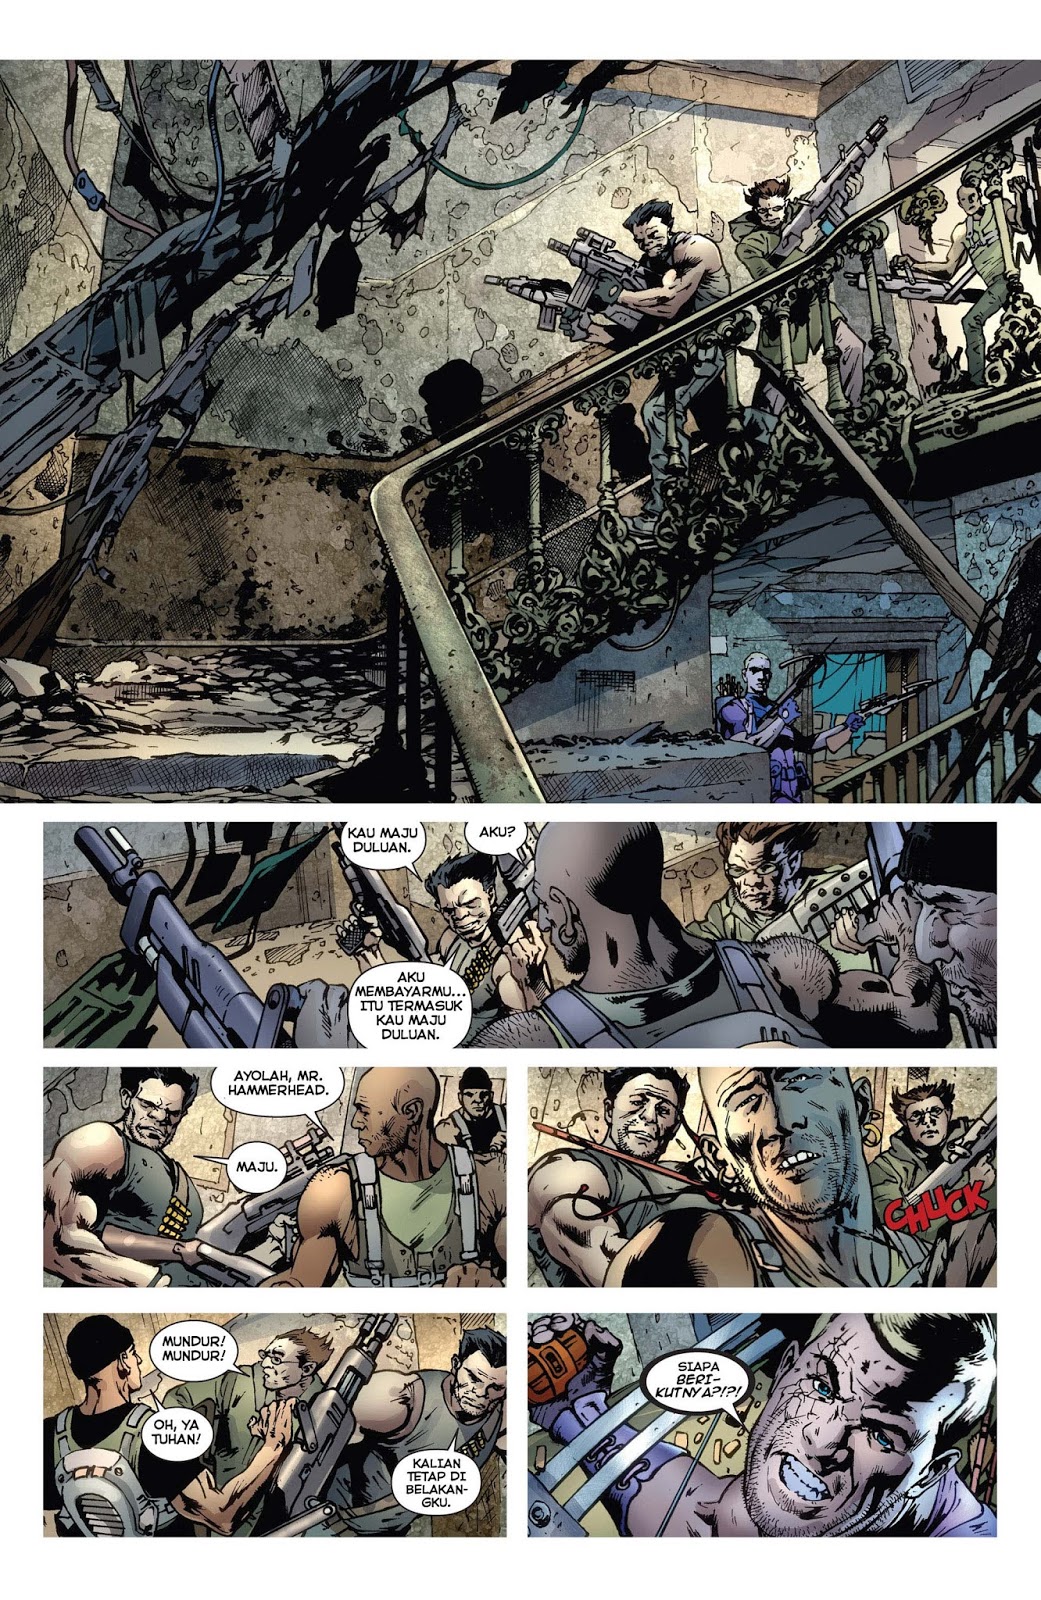 KAU MAJU
DULUAN.
AKU?
AKU
MEMBAYARMU...
ITU TERMASUK
KAU MAJU
DULUAN.
AYOLAH, MR.
HAMMERHEAD.
MAJU.
CHUCK
MUNDUR!
MUNDUR!
OH, YA
TUHAN!
KALIAN
TETAP DI
BELAKANG-
KU.
SIAPA
BERI-
KUTNYA?!?!